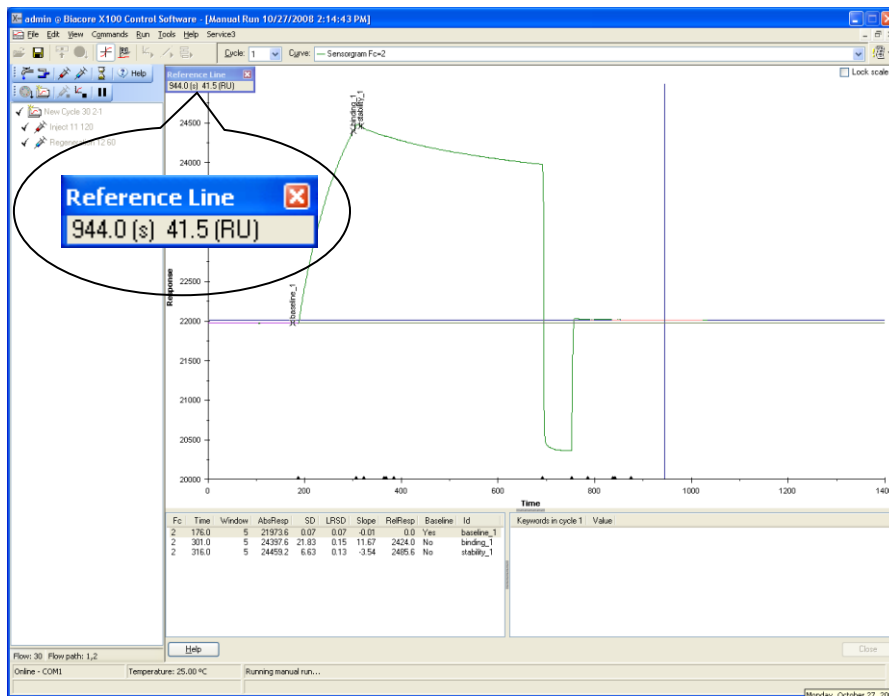 admin @ Biacore X100 Control Software - [Manual Run 10/27/2008 2:14:43 PM]
File Edit View Commands Run Tools Help Service3
Cycle: 1 Curve: — Sensorgram Fc=2
Help
Reference Line
944.0 (s) 41.5 (RU)
Lock scale
New Cycle 30 2-1
Inject 11 120
Regeneration 12 60
Reference Line
944.0 (s) 41.5 (RU)
binding_1
stability_1
baseline_1
Response
24500
24000
22500
22000
21500
21000
20500
20000
0 200 400 600 800 1000 1200 1400
Time
Fc Time Window AbsResp SD LRSD Slope RelResp Baseline Id
2 176.0 5 21973.6 0.07 0.07 -0.01 0.0 Yes baseline_1
2 301.0 5 24397.6 21.83 0.15 11.67 2424.0 No binding_1
2 316.0 5 24459.2 6.63 0.13 -3.54 2485.6 No stability_1
Keywords in cycle 1 Value
Help
Close
Flow: 30 Flow path: 1,2
Online - COM1 Temperature: 25.00 ºC Running manual run...
Monday, October 27, 20